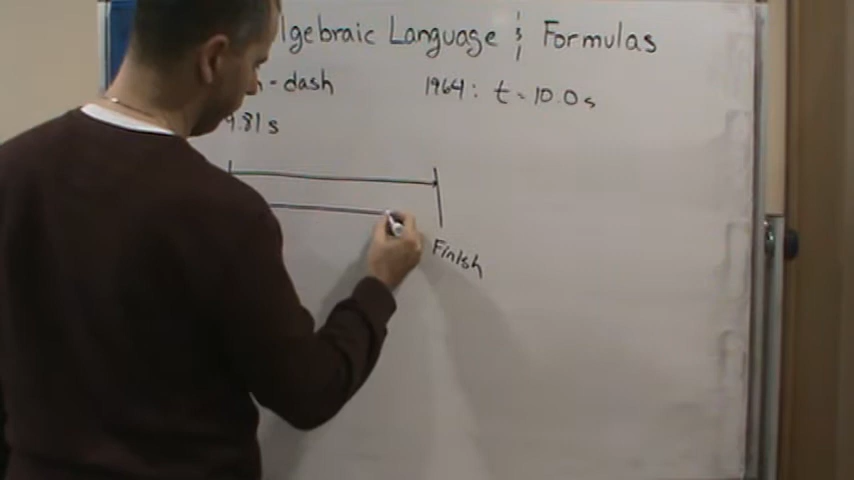 lgebraic Language & Formulas
- dash
1964: t = 10.0 s
9.81 s
Finish